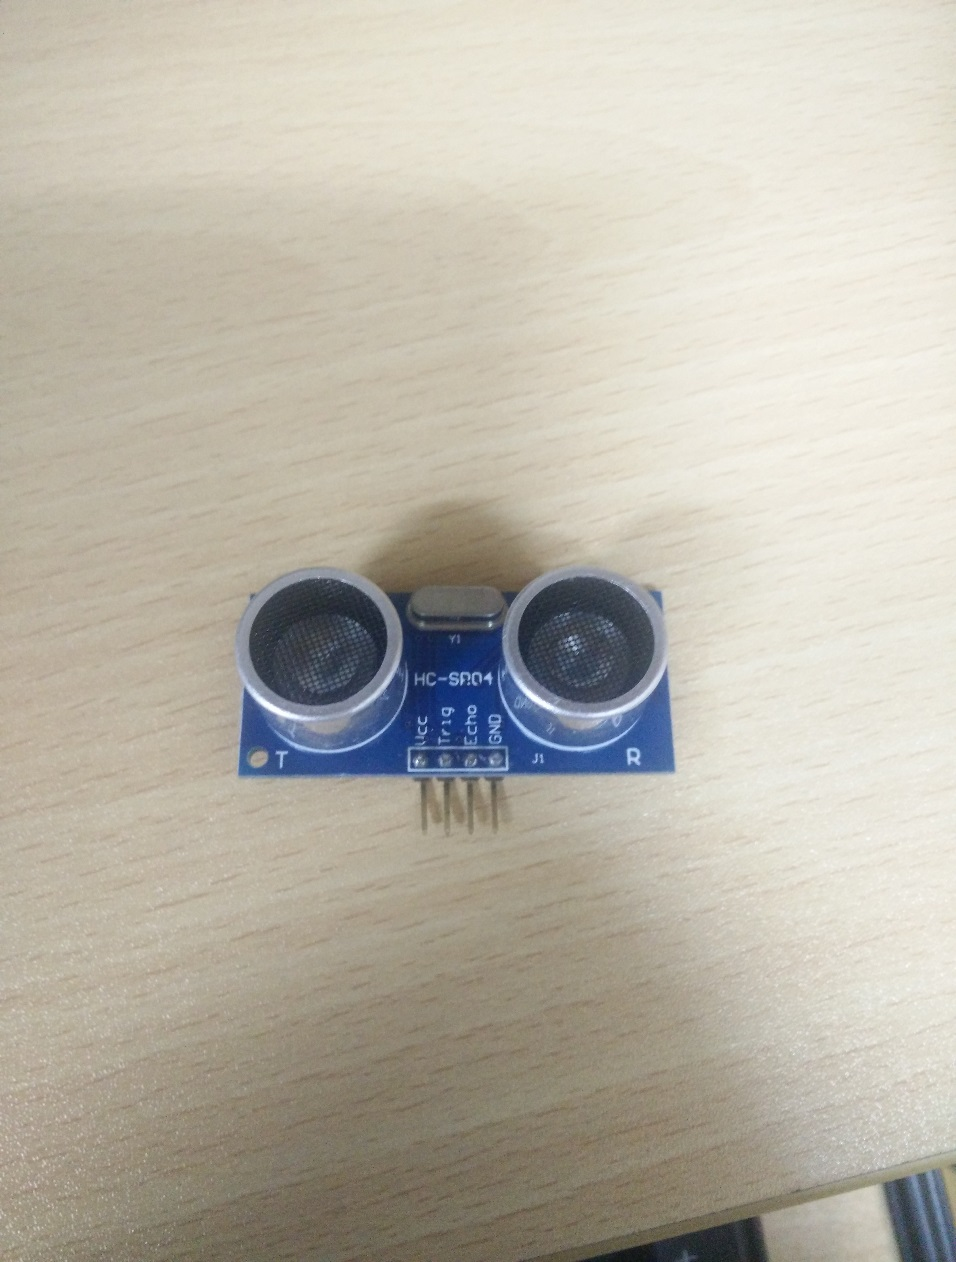 Y1
HC-SR04
Vcc
Trig
Echo
GND
T
J1
R